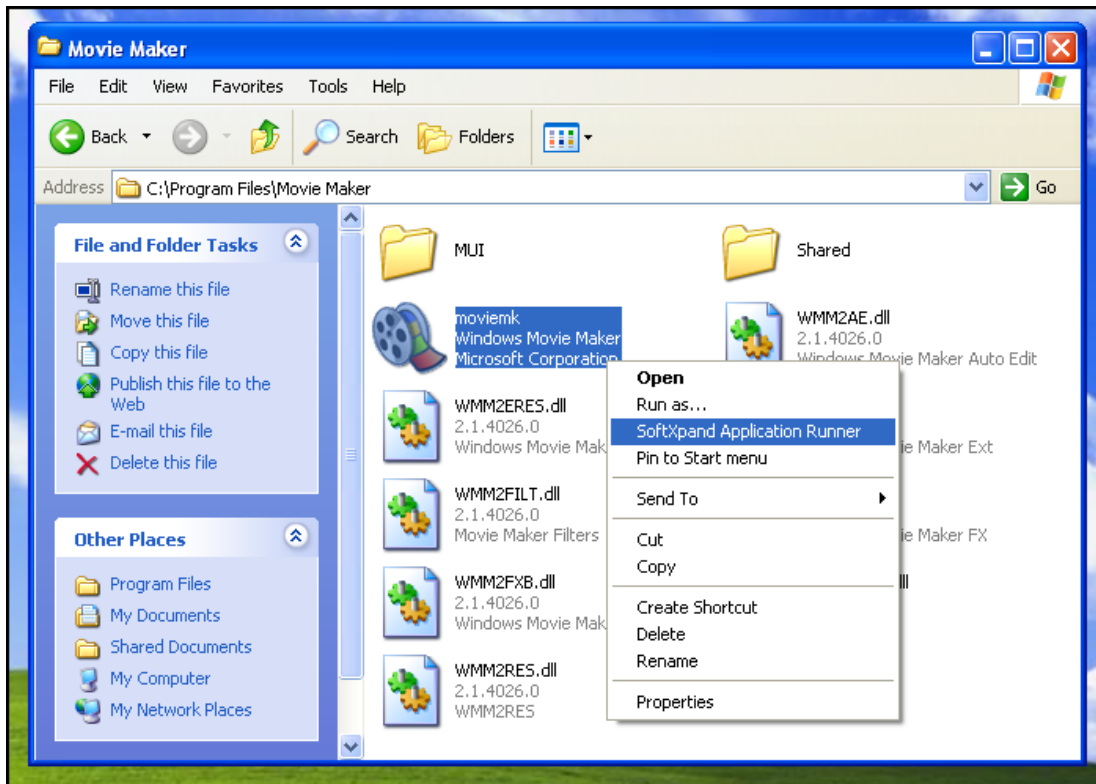 Movie Maker
File Edit View Favorites Tools Help
Back Search Folders
Address C:\Program Files\Movie Maker Go
File and Folder Tasks
Rename this file
Move this file
Copy this file
Publish this file to the
Web
E-mail this file
Delete this file
Other Places
Program Files
My Documents
Shared Documents
My Computer
My Network Places
MUI
Shared
moviemk
Windows Movie Maker
Microsoft Corporation
WMM2AE.dll
2.1.4026.0
Windows Movie Maker Auto Edit
WMM2ERES.dll
2.1.4026.0
Windows Movie Mak
ie Maker Ext
WMM2FILT.dll
2.1.4026.0
Movie Maker Filters
ie Maker FX
WMM2FXB.dll
2.1.4026.0
Windows Movie Mak
ll
WMM2RES.dll
2.1.4026.0
WMM2RES
Open
Run as...
SoftXpand Application Runner
Pin to Start menu
Send To
Cut
Copy
Create Shortcut
Delete
Rename
Properties